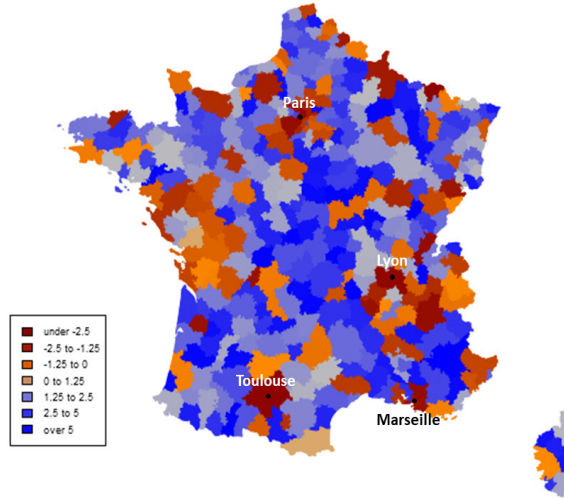 Paris
Lyon
under -2.5
-2.5 to -1.25
-1.25 to 0
0 to 1.25
1.25 to 2.5
2.5 to 5
over 5
Toulouse
Marseille